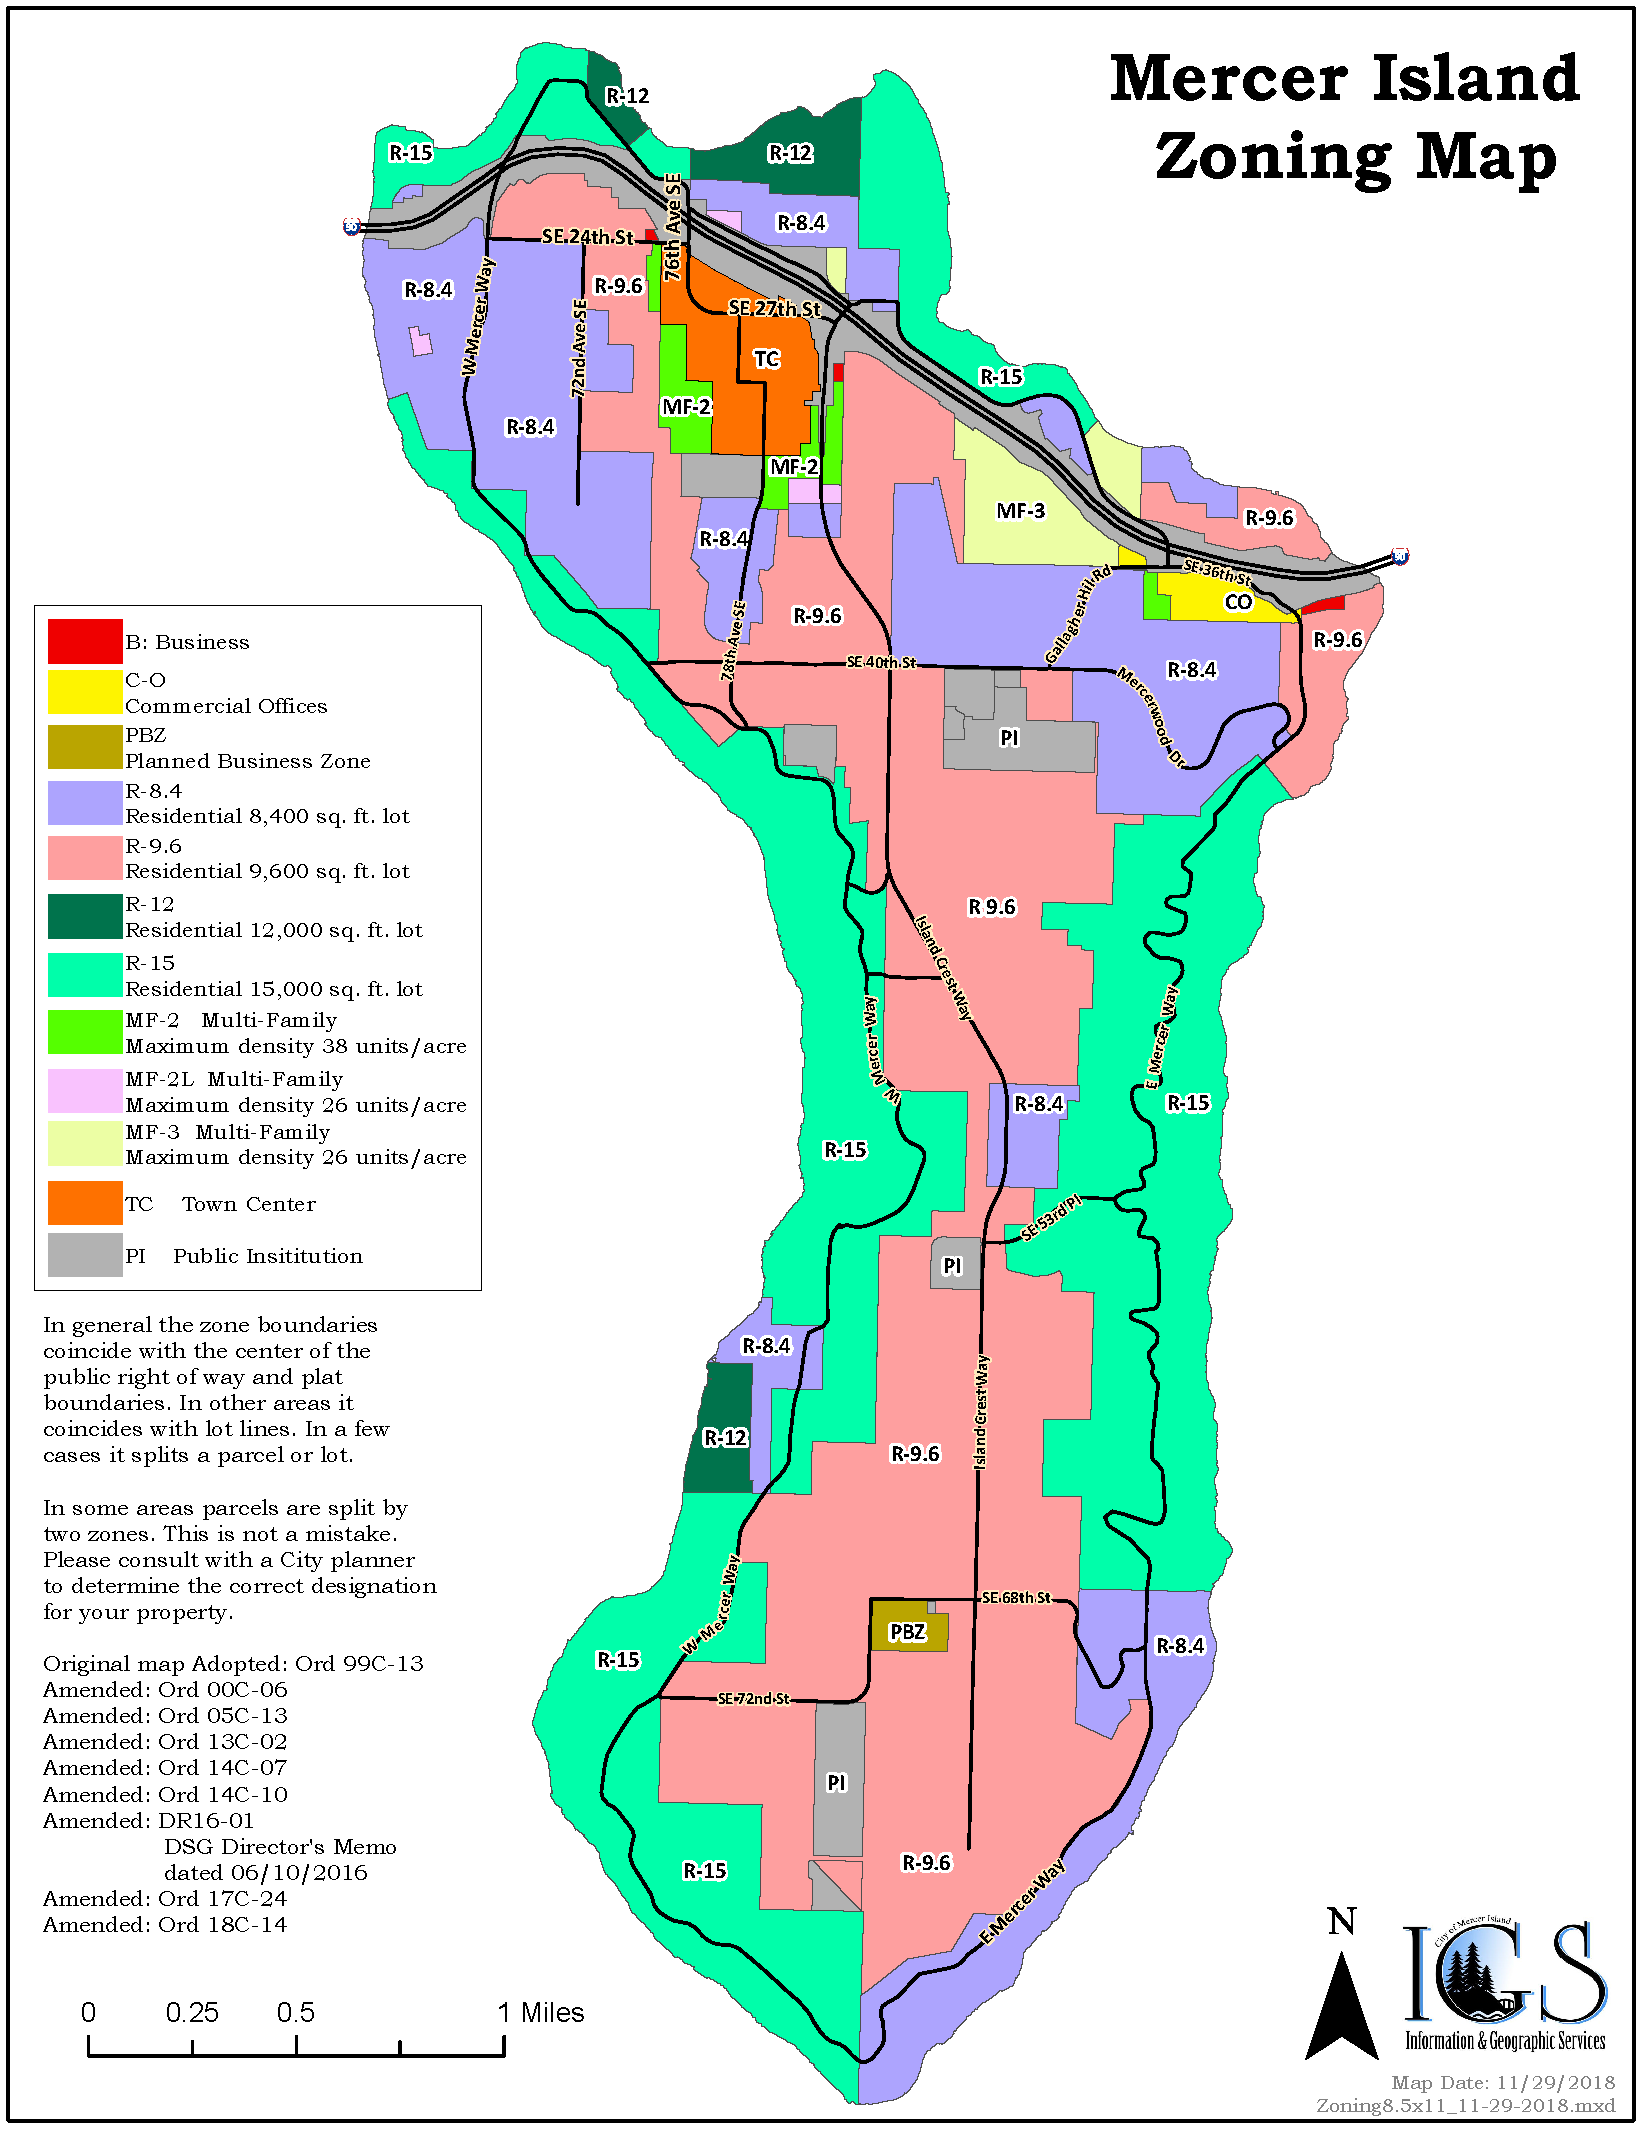 Mercer Island
Zoning Map
R-12
R-15
R-12
76th Ave SE
R-8.4
SE 24th St
R-9.6
R-8.4
W Mercer Way
72nd Ave SE
SE 27th St
TC
R-15
MF-2
R-8.4
MF-2
MF-3
R-9.6
R-8.4
90
90
SE 36th St
Gallagher Hill Rd
CO
R-9.6
78th Ave SE
R-9.6
SE 40th St
R-8.4
Mercerwood Dr
PI
B: Business
C-O
Commercial Offices
PBZ
Planned Business Zone
R-8.4
Residential 8,400 sq. ft. lot
R-9.6
Residential 9,600 sq. ft. lot
R-12
Residential 12,000 sq. ft. lot
R-15
Residential 15,000 sq. ft. lot
MF-2 Multi-Family
Maximum density 38 units/acre
MF-2L Multi-Family
Maximum density 26 units/acre
MF-3 Multi-Family
Maximum density 26 units/acre
TC Town Center
PI Public Insititution
R 9.6
Island Crest Way
W Mercer Way
E Mercer Way
R-8.4
R-15
R-15
SE 53rd Pl
PI
R-8.4
Island Crest Way
R-12
R-9.6
W Mercer Way
SE 68th St
PBZ
R-8.4
R-15
SE 72nd St
PI
R-15
R-9.6
E Mercer Way
In general the zone boundaries
coincide with the center of the
public right of way and plat
boundaries. In other areas it
coincides with lot lines. In a few
cases it splits a parcel or lot.
In some areas parcels are split by
two zones. This is not a mistake.
Please consult with a City planner
to determine the correct designation
for your property.
Original map Adopted: Ord 99C-13
Amended: Ord 00C-06
Amended: Ord 05C-13
Amended: Ord 13C-02
Amended: Ord 14C-07
Amended: Ord 14C-10
Amended: DR16-01
DSG Director's Memo
dated 06/10/2016
Amended: Ord 17C-24
Amended: Ord 18C-14
0 0.25 0.5 1 Miles
N
City of Mercer Island
IGS
Information & Geographic Services
Map Date: 11/29/2018
Zoning8.5x11_11-29-2018.mxd